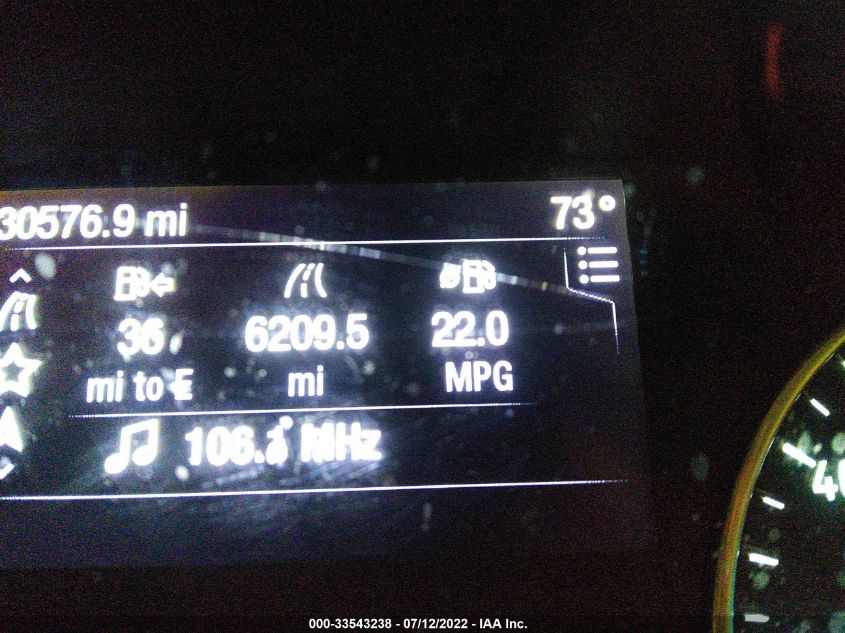 30576.9 mi 73°
36 6209.5 22.0
mi to E mi MPG
MHz
40
000-33543238 - 07/12/2022 - IAA Inc.